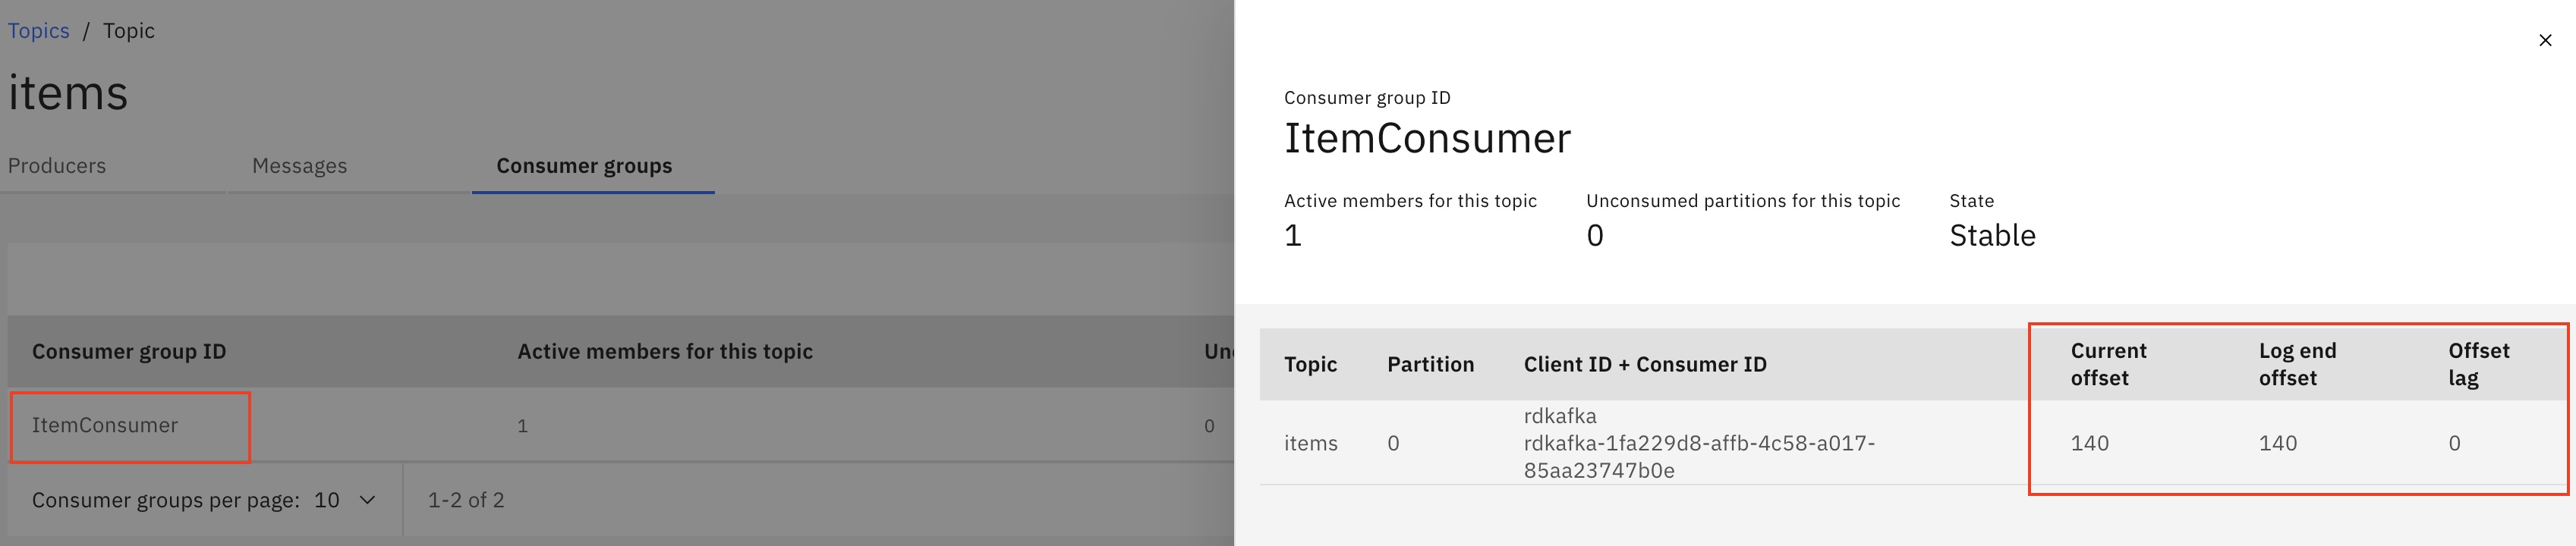 Topics / Topic
items
Producers Messages Consumer groups
Consumer group ID Active members for this topic
ItemConsumer 1 0
Consumer groups per page: 10 1-2 of 2
Consumer group ID
ItemConsumer
Active members for this topic Unconsumed partitions for this topic State
1 0 Stable
Topic Partition Client ID + Consumer ID Current offset Log end offset Offset lag
rdkafka
items 0 rdkafka-1fa229d8-affb-4c58-a017- 140 140 0
85aa23747b0e